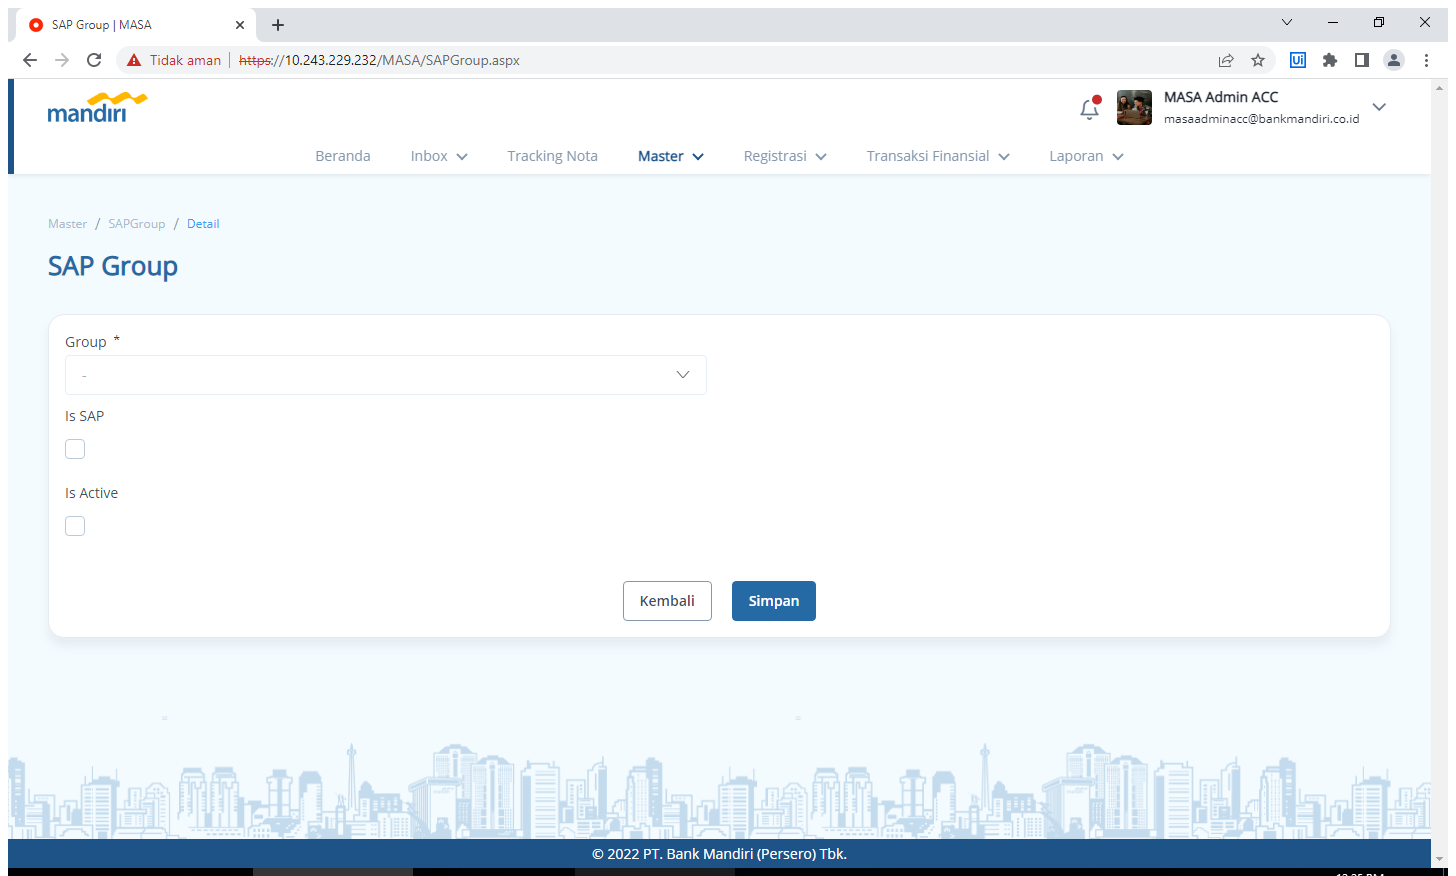 SAP Group | MASA
Tidak aman
https://10.243.229.232/MASA/SAPGroup.aspx
Ui
mandiri
MASA Admin ACC
masaadminacc@bankmandiri.co.id
Beranda
Inbox
Tracking Nota
Master
Registrasi
Transaksi Finansial
Laporan
Master / SAPGroup / Detail
SAP Group
Group *
-
Is SAP
Is Active
Kembali
Simpan
© 2022 PT. Bank Mandiri (Persero) Tbk.